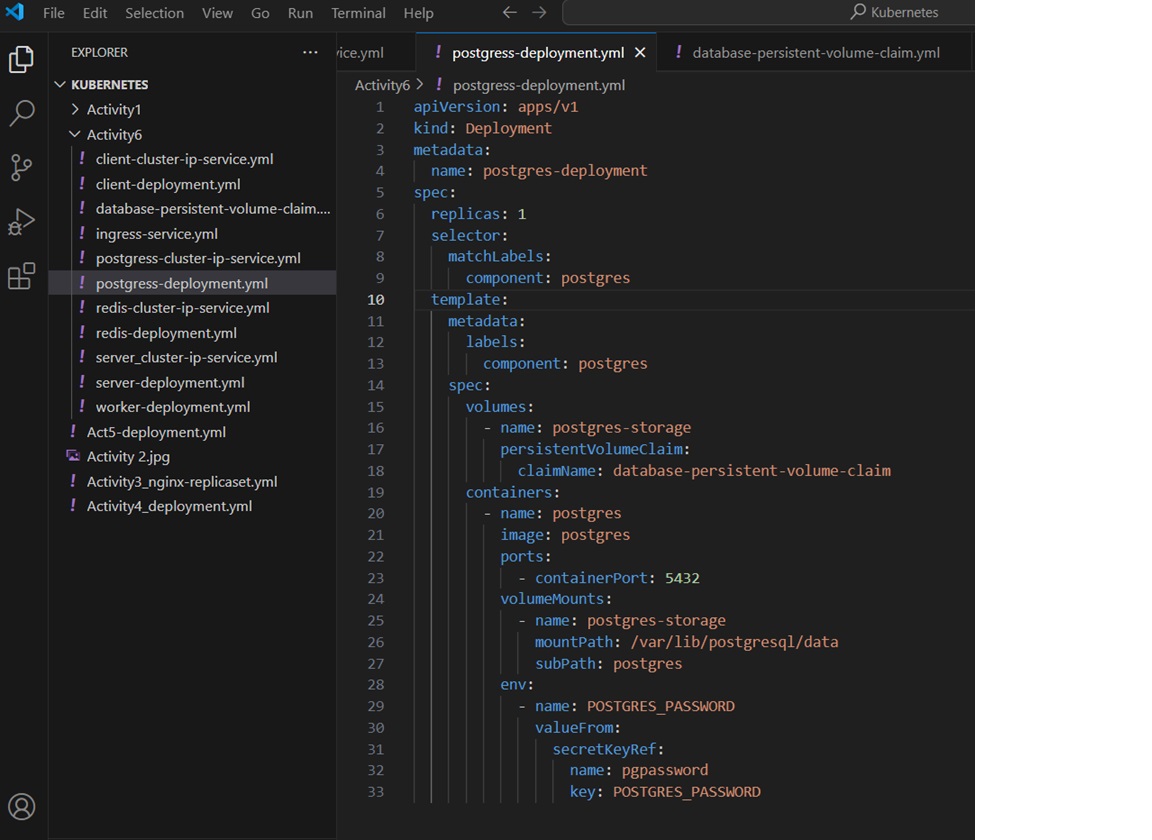 File Edit Selection View Go Run Terminal Help Kubernetes
EXPLORER
KUBERNETES
Activity1
Activity6
client-cluster-ip-service.yml
client-deployment.yml
database-persistent-volume-claim....
ingress-service.yml
postgress-cluster-ip-service.yml
postgress-deployment.yml
redis-cluster-ip-service.yml
redis-deployment.yml
server_cluster-ip-service.yml
server-deployment.yml
worker-deployment.yml
Act5-deployment.yml
Activity 2.jpg
Activity3_nginx-replicaset.yml
Activity4_deployment.yml
vice.yml ! postgress-deployment.yml ! database-persistent-volume-claim.yml
Activity6 > ! postgress-deployment.yml
1 apiVersion: apps/v1
2 kind: Deployment
3 metadata:
4 name: postgres-deployment
5 spec:
6 replicas: 1
7 selector:
8 matchLabels:
9 component: postgres
10 template:
11 metadata:
12 labels:
13 component: postgres
14 spec:
15 volumes:
16 - name: postgres-storage
17 persistentVolumeClaim:
18 claimName: database-persistent-volume-claim
19 containers:
20 - name: postgres
21 image: postgres
22 ports:
23 - containerPort: 5432
24 volumeMounts:
25 - name: postgres-storage
26 mountPath: /var/lib/postgresql/data
27 subPath: postgres
28 env:
29 - name: POSTGRES_PASSWORD
30 valueFrom:
31 secretKeyRef:
32 name: pgpassword
33 key: POSTGRES_PASSWORD